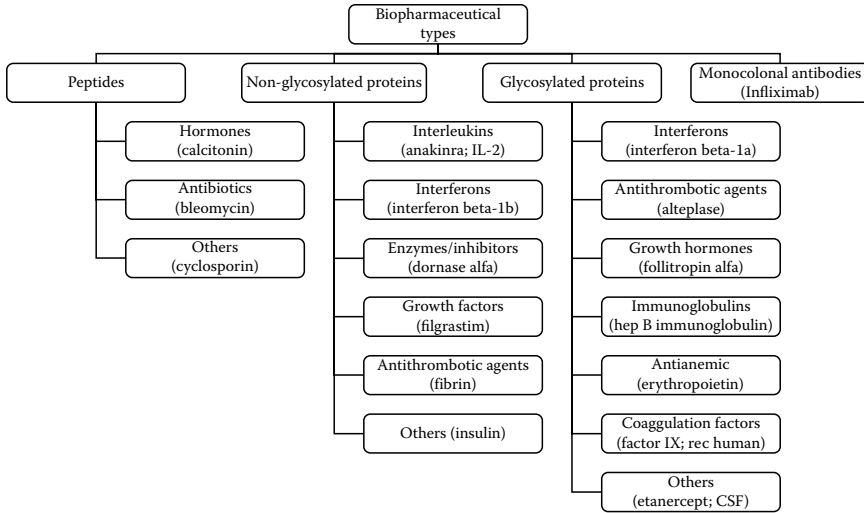 Biopharmaceutical
types
Peptides
Non-glycosylated proteins
Glycosylated proteins
Monocolonal antibodies
(Infliximab)
Hormones
(calcitonin)
Antibiotics
(bleomycin)
Others
(cyclosporin)
Interleukins
(anakinra; IL-2)
Interferons
(interferon beta-1b)
Enzymes/inhibitors
(dornase alfa)
Growth factors
(filgrastim)
Antithrombotic agents
(fibrin)
Others (insulin)
Interferons
(interferon beta-1a)
Antithrombotic agents
(alteplase)
Growth hormones
(follitropin alfa)
Immunoglobulins
(hep B immunoglobulin)
Antianemic
(erythropoietin)
Coaggulation factors
(factor IX; rec human)
Others
(etanercept; CSF)